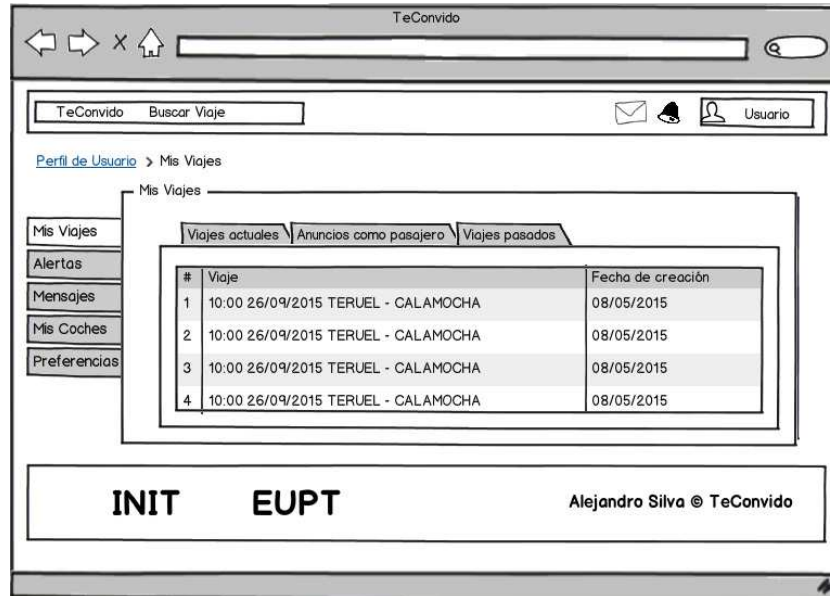 TeConvido
TeConvido Buscar Viaje Usuario
Perfil de Usuario > Mis Viajes
Mis Viajes
Mis Viajes
Alertas
Mensajes
Mis Coches
Preferencias
Viajes actuales Anuncios como pasajero Viajes pasados
# Viaje Fecha de creación
1 10:00 26/09/2015 TERUEL - CALAMOCHA 08/05/2015
2 10:00 26/09/2015 TERUEL - CALAMOCHA 08/05/2015
3 10:00 26/09/2015 TERUEL - CALAMOCHA 08/05/2015
4 10:00 26/09/2015 TERUEL - CALAMOCHA 08/05/2015
INIT EUPT Alejandro Silva © TeConvido